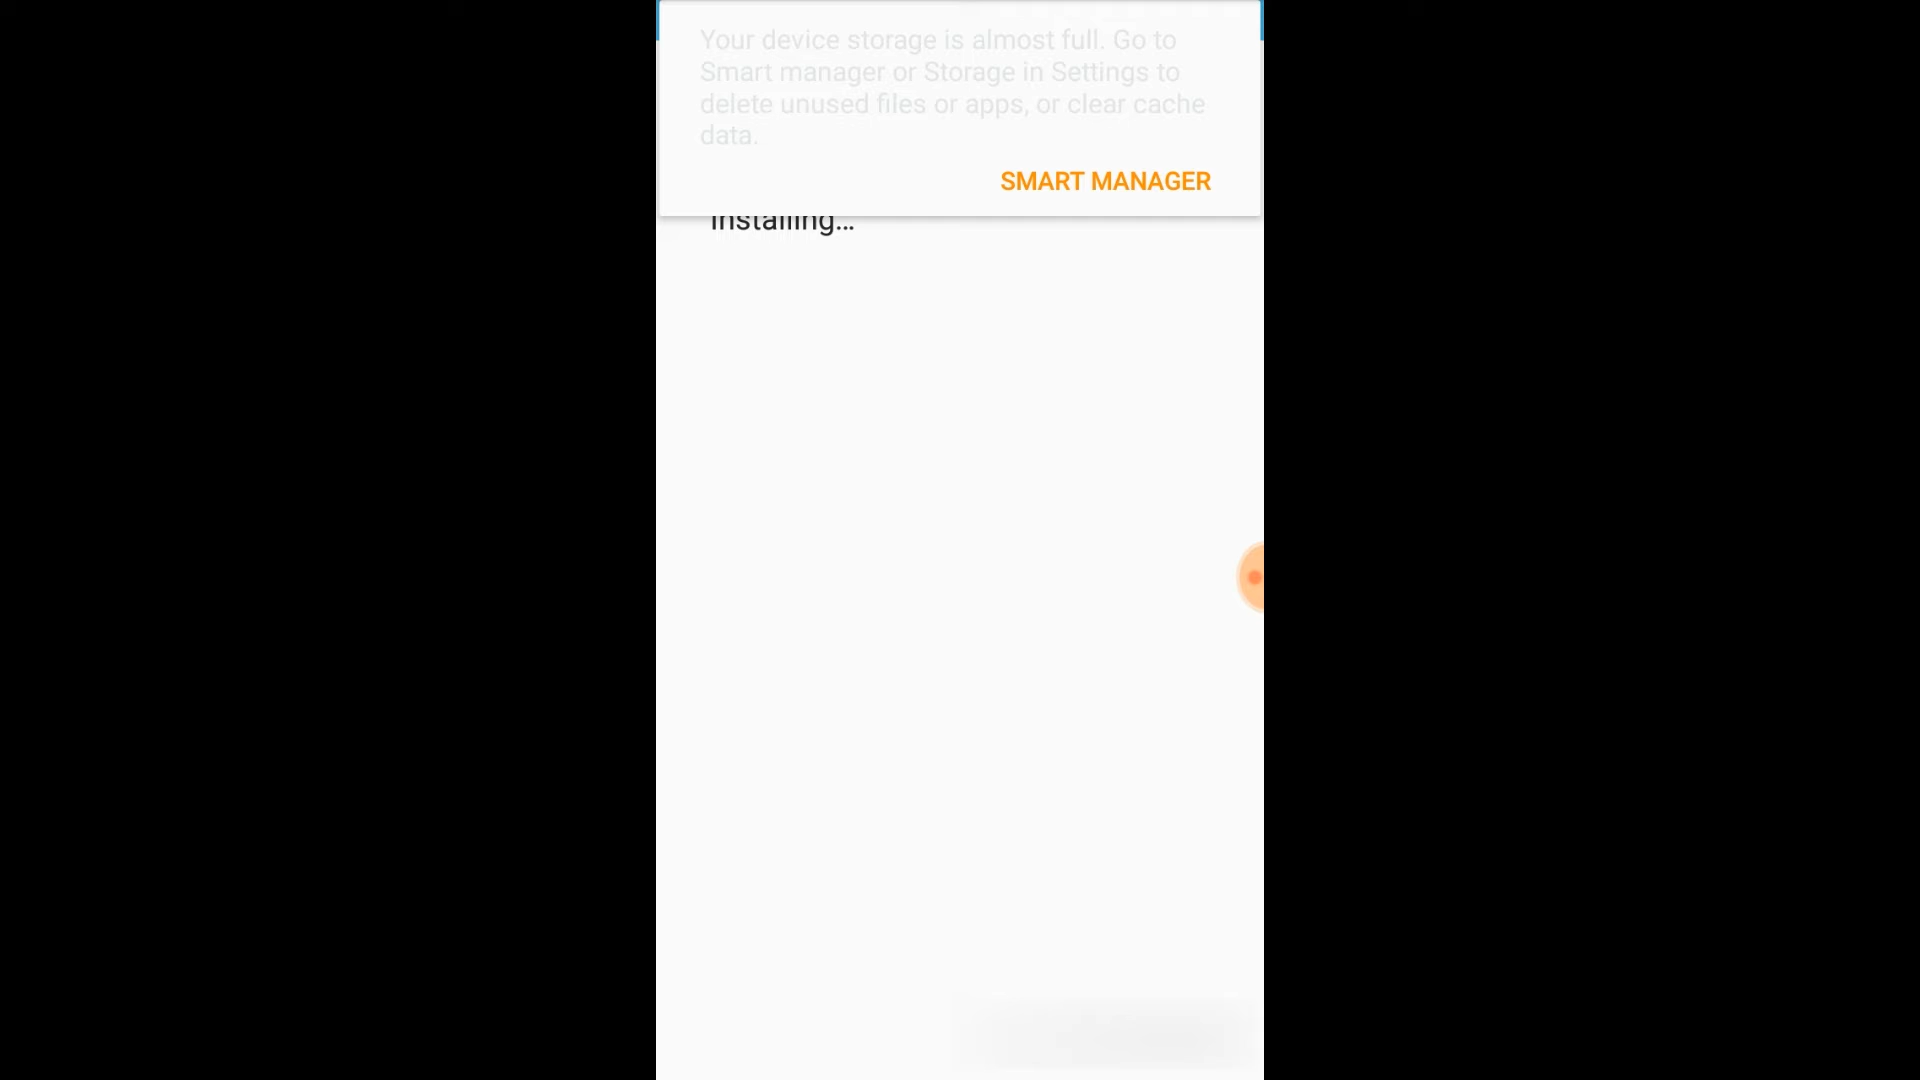 Your device storage is almost full. Go to
Smart manager or Storage in Settings to
delete unused files or apps, or clear cache
data.
SMART MANAGER
Installing...